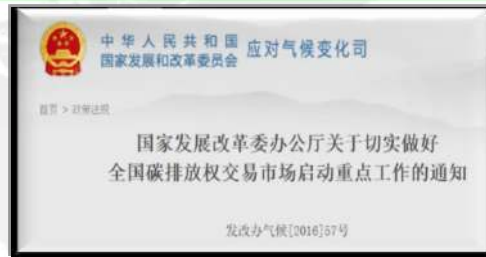 中华人民共和国
国家发展和改革委员会
应对气候变化司
首页 > 政策法规
国家发展改革委办公厅关于切实做好
全国碳排放权交易市场启动重点工作的通知
发改办气候[2016]57号